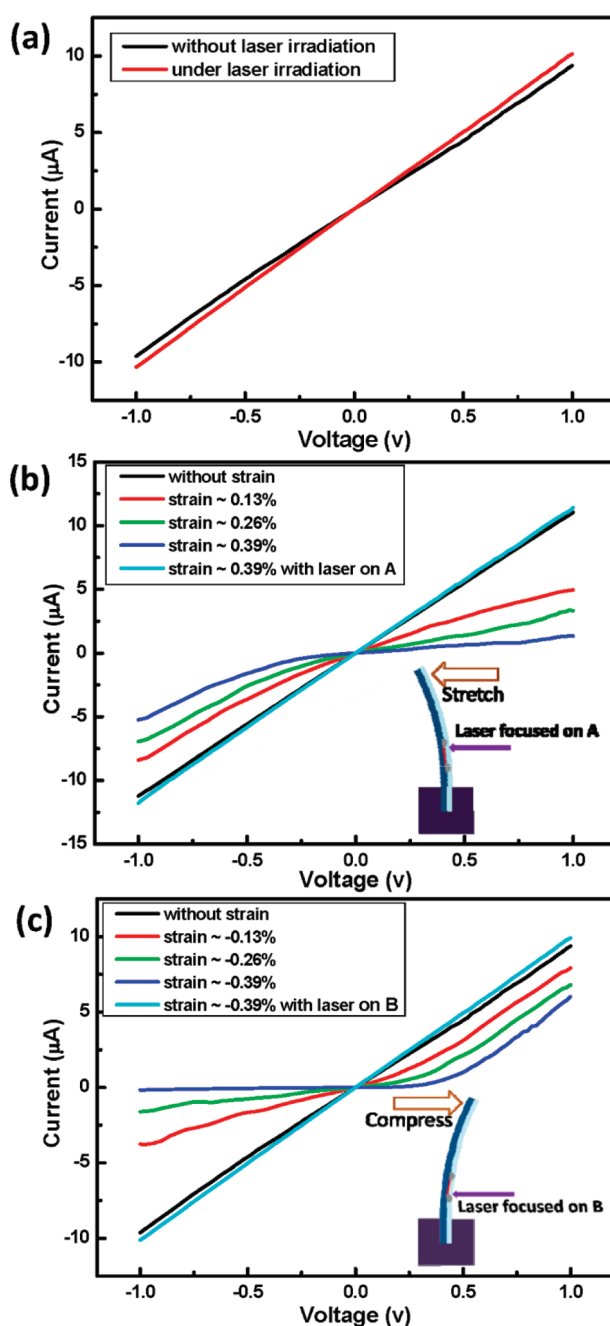 (a)
without laser irradiation
under laser irradiation
10
5
0
-5
-10
Current (μA)
-1.0 -0.5 0.0 0.5 1.0
Voltage (v)
(b)
without strain
strain ~ 0.13%
strain ~ 0.26%
strain ~ 0.39%
strain ~ 0.39% with laser on A
15
10
5
0
-5
-10
-15
Current (μA)
Stretch
Laser focused on A
-1.0 -0.5 0.0 0.5 1.0
Voltage (v)
(c)
without strain
strain ~ -0.13%
strain ~ -0.26%
strain ~ -0.39%
strain ~ -0.39% with laser on B
10
5
0
-5
-10
Current (μA)
Compress
Laser focused on B
-1.0 -0.5 0.0 0.5 1.0
Voltage (v)